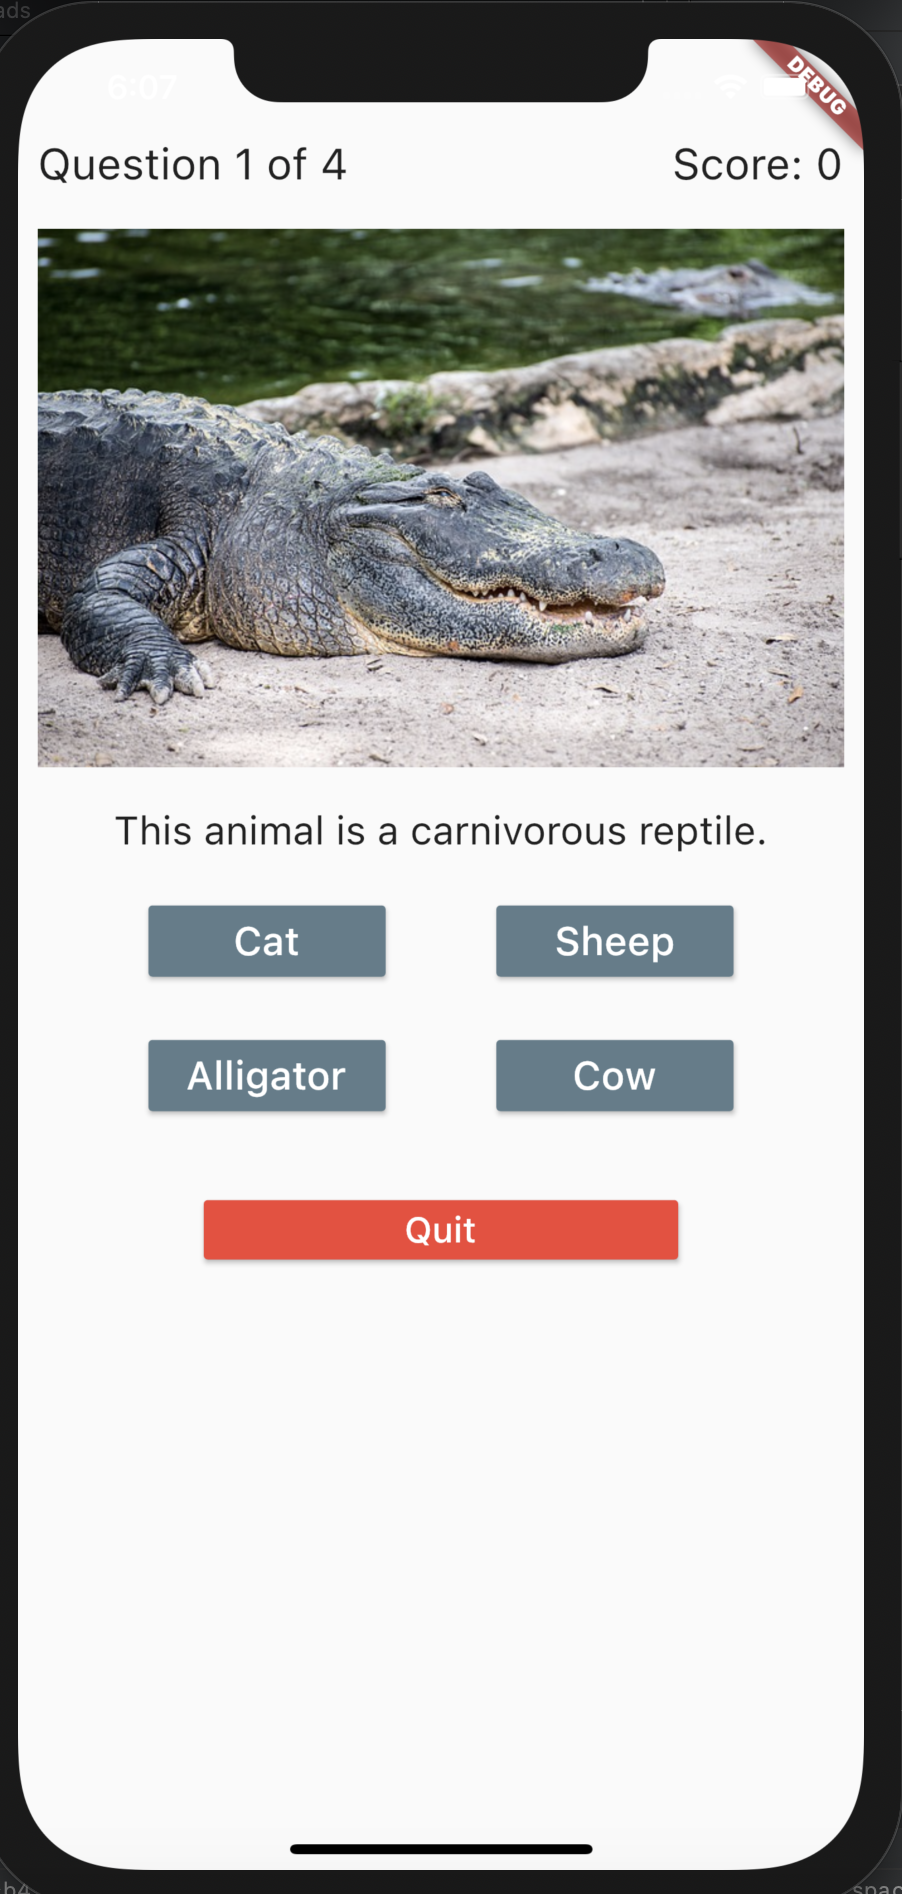 ads
6:07
DEBUG
Question 1 of 4
Score: 0
This animal is a carnivorous reptile.
Cat
Sheep
Alligator
Cow
Quit
b4
spac